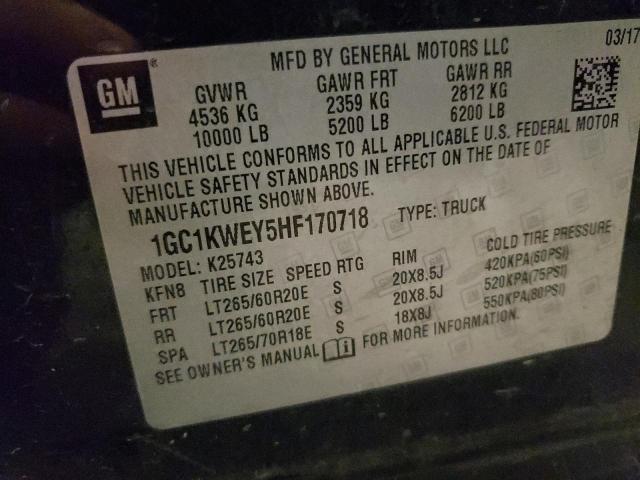 MFD BY GENERAL MOTORS LLC 03/17
GM ®
GVWR GAWR FRT GAWR RR
4536 KG 2359 KG 2812 KG
10000 LB 5200 LB 6200 LB
THIS VEHICLE CONFORMS TO ALL APPLICABLE U.S. FEDERAL MOTOR
VEHICLE SAFETY STANDARDS IN EFFECT ON THE DATE OF
MANUFACTURE SHOWN ABOVE.
1GC1KWEY5HF170718 TYPE: TRUCK
MODEL: K25743
KFN8 TIRE SIZE SPEED RTG RIM COLD TIRE PRESSURE
FRT LT265/60R20E S 20X8.5J 420KPA(60PSI)
RR LT265/60R20E S 20X8.5J 520KPA(75PSI)
SPA LT265/70R18E S 18X8J 550KPA(80PSI)
SEE OWNER'S MANUAL FOR MORE INFORMATION.